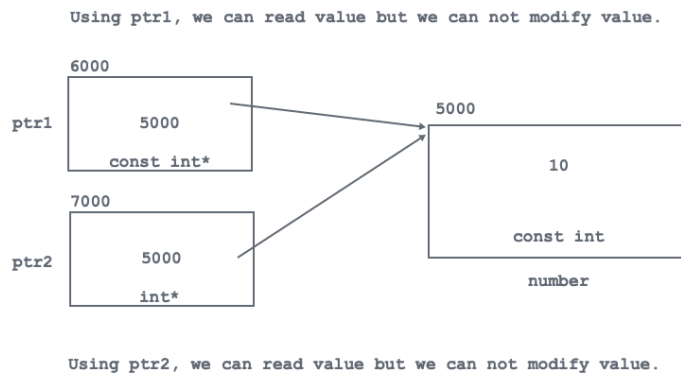 Using ptr1, we can read value but we can not modify value.
6000
ptr1
5000
const int*
5000
10
const int
number
7000
ptr2
5000
int*
Using ptr2, we can read value but we can not modify value.